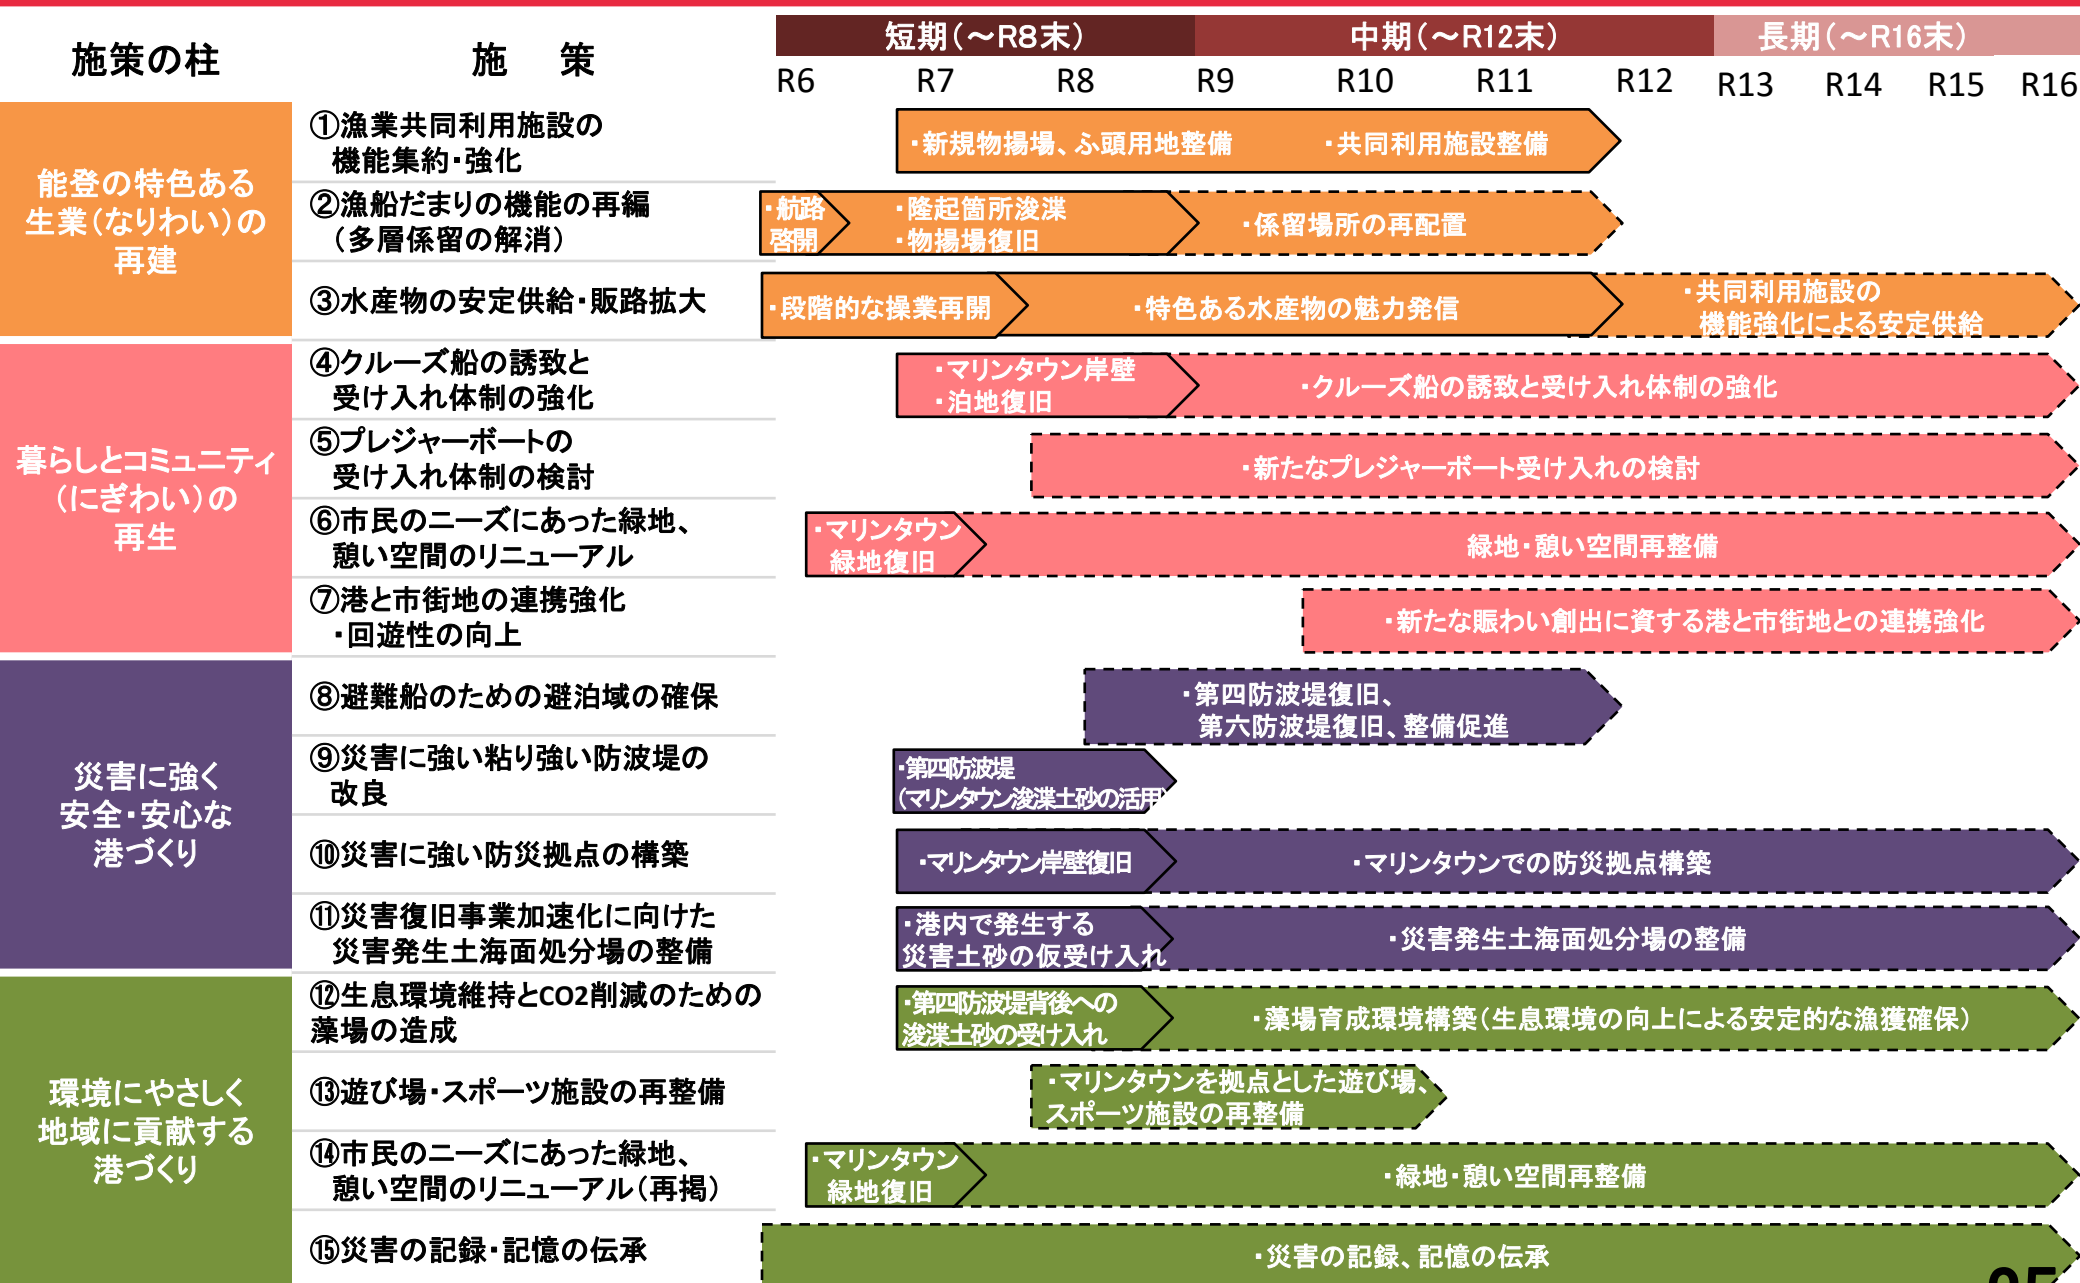 短期（～R8末）
中期（～R12末）
長期（～R16末）
施策の柱
施　策
R6
R7
R8
R9
R10
R11
R12
R13
R14
R15
R16
能登の特色ある
生業（なりわい）の
再建
①漁業共同利用施設の
機能集約・強化
・新規物揚場、ふ頭用地整備
・共同利用施設整備
②漁船だまりの機能の再編
（多層係留の解消）
・航路
啓開
・隆起箇所浚渫
・物揚場復旧
・係留場所の再配置
③水産物の安定供給・販路拡大
・段階的な操業再開
・特色ある水産物の魅力発信
・共同利用施設の
機能強化による安定供給
暮らしとコミュニティ
（にぎわい）の
再生
④クルーズ船の誘致と
受け入れ体制の強化
・マリンタウン岸壁
・泊地復旧
・クルーズ船の誘致と受け入れ体制の強化
⑤プレジャーボートの
受け入れ体制の検討
・新たなプレジャーボート受け入れの検討
⑥市民のニーズにあった緑地、
憩い空間のリニューアル
・マリンタウン
緑地復旧
緑地・憩い空間再整備
⑦港と市街地の連携強化
・回遊性の向上
・新たな賑わい創出に資する港と市街地との連携強化
災害に強く
安全・安心な
港づくり
⑧避難船のための避泊域の確保
・第四防波堤復旧、
第六防波堤復旧、整備促進
⑨災害に強い粘り強い防波堤の
改良
・第四防波堤
（マリンタウン浚渫土砂の活用）
⑩災害に強い防災拠点の構築
・マリンタウン岸壁復旧
・マリンタウンでの防災拠点構築
⑪災害復旧事業加速化に向けた
災害発生土海面処分場の整備
・港内で発生する
災害土砂の仮受け入れ
・災害発生土海面処分場の整備
環境にやさしく
地域に貢献する
港づくり
⑫生息環境維持とCO2削減のための
藻場の造成
・第四防波堤背後への
浚渫土砂の受け入れ
・藻場育成環境構築（生息環境の向上による安定的な漁獲確保）
⑬遊び場・スポーツ施設の再整備
・マリンタウンを拠点とした遊び場、
スポーツ施設の再整備
⑭市民のニーズにあった緑地、
憩い空間のリニューアル（再掲）
・マリンタウン
緑地復旧
・緑地・憩い空間再整備
⑮災害の記録・記憶の伝承
・災害の記録、記憶の伝承